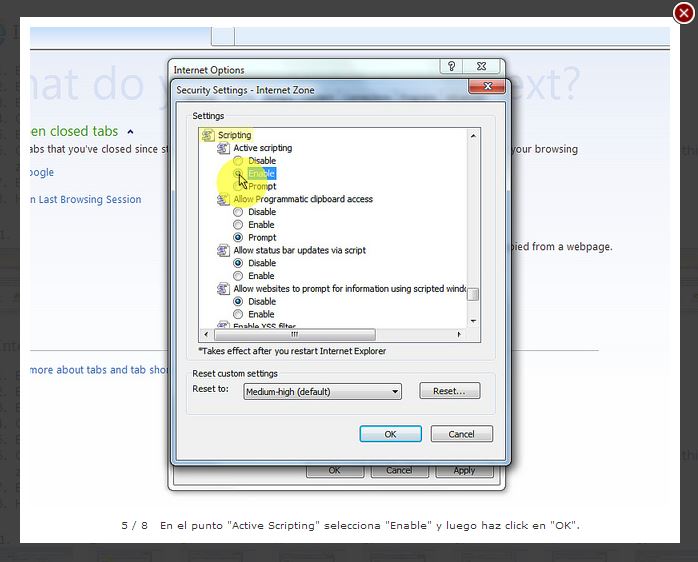 Internet Options
Security Settings - Internet Zone
hat do y
ext?
Settings
en closed tabs
Scripting
Active scripting
abs that you've closed since st
your browsing
Disable
ogle
Enable
Prompt
n Last Browsing Session
Allow Programmatic clipboard access
Disable
Enable
Prompt
pied from a webpage.
Allow status bar updates via script
Disable
Enable
Allow websites to prompt for information using scripted windo
Disable
Enable
Enable XSS filter
*Takes effect after you restart Internet Explorer
more about tabs and tab shor
Reset custom settings
Reset to:
Medium-high (default)
Reset...
OK
Cancel
OK
Cancel
Apply
5 / 8 En el punto "Active Scripting" selecciona "Enable" y luego haz click en "OK".